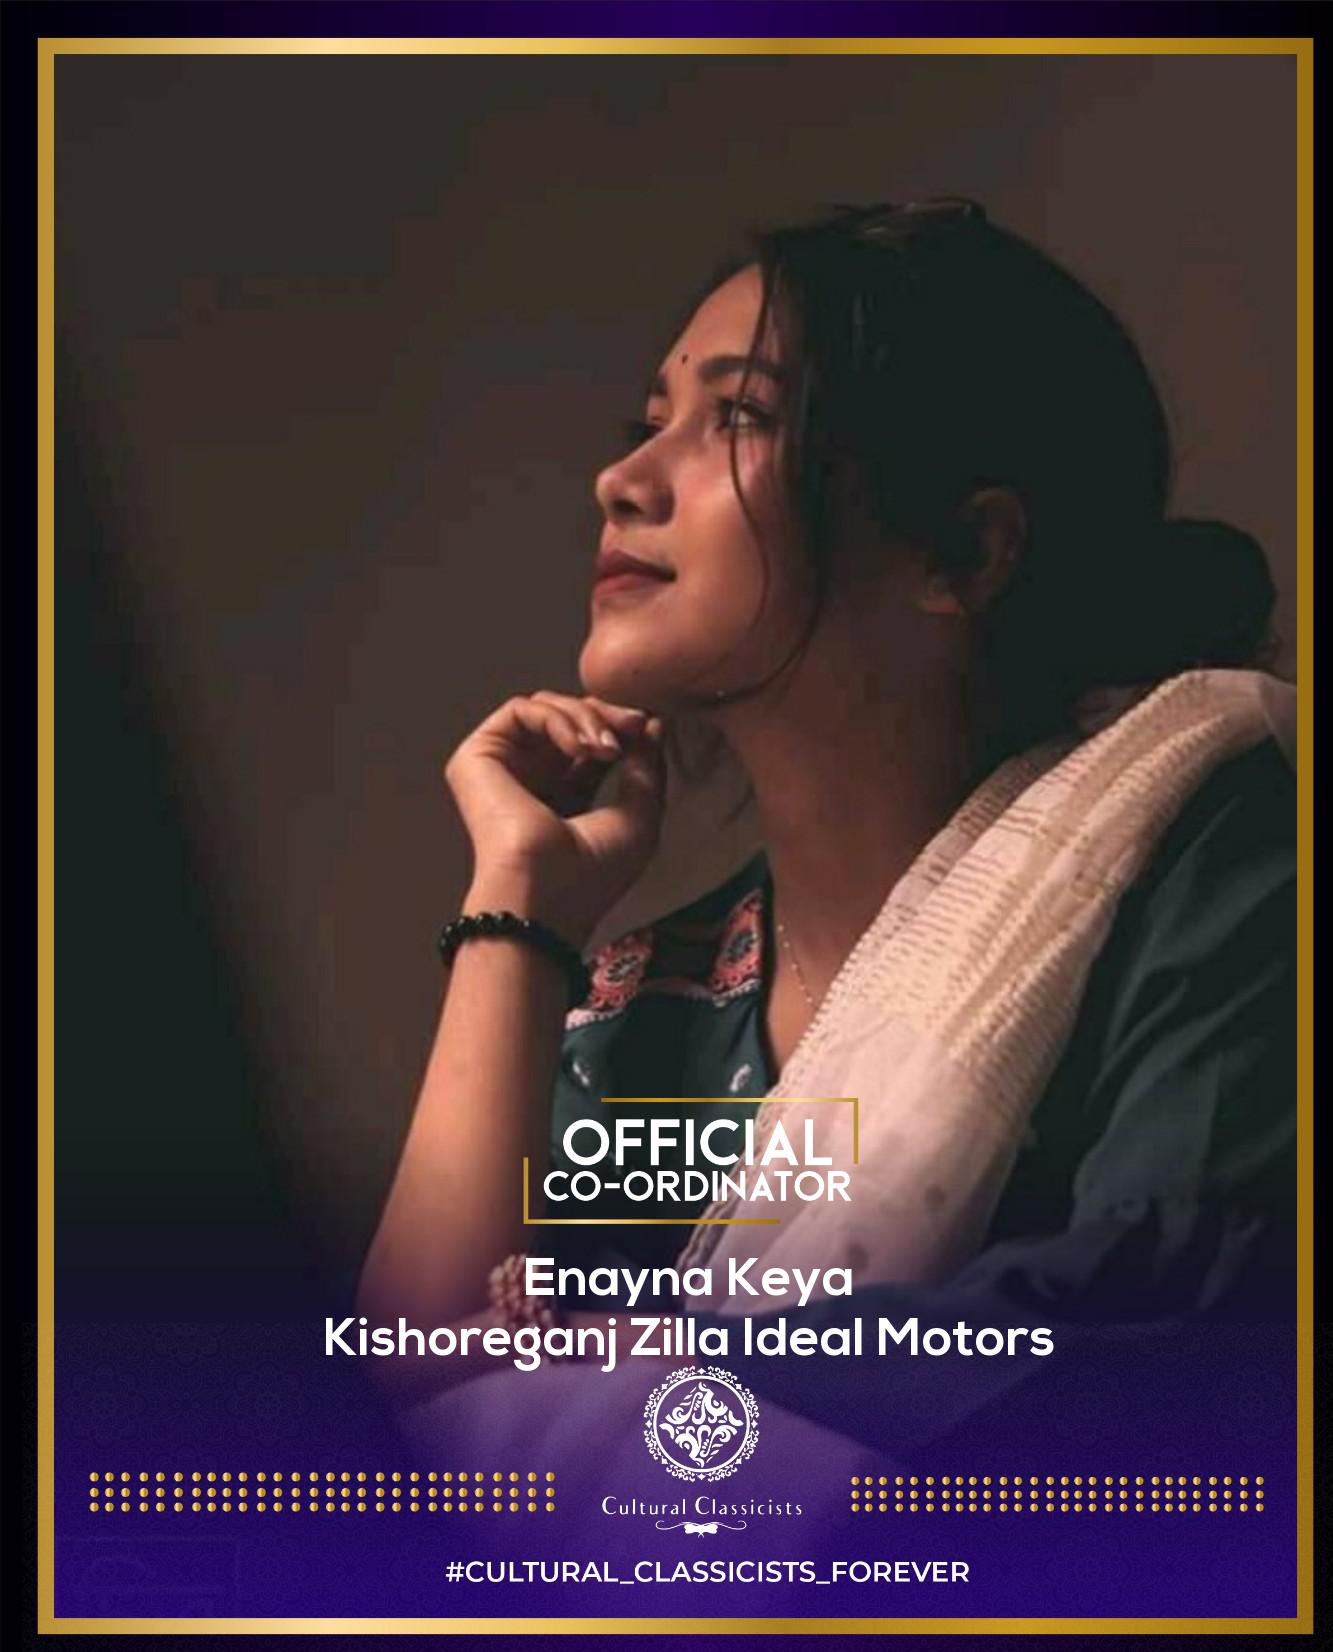 OFFICIAL
CO-ORDINATOR
Enayna Keya
Kishoreganj Zilla Ideal Motors
Cultural Classicists
#CULTURAL_CLASSICISTS_FOREVER